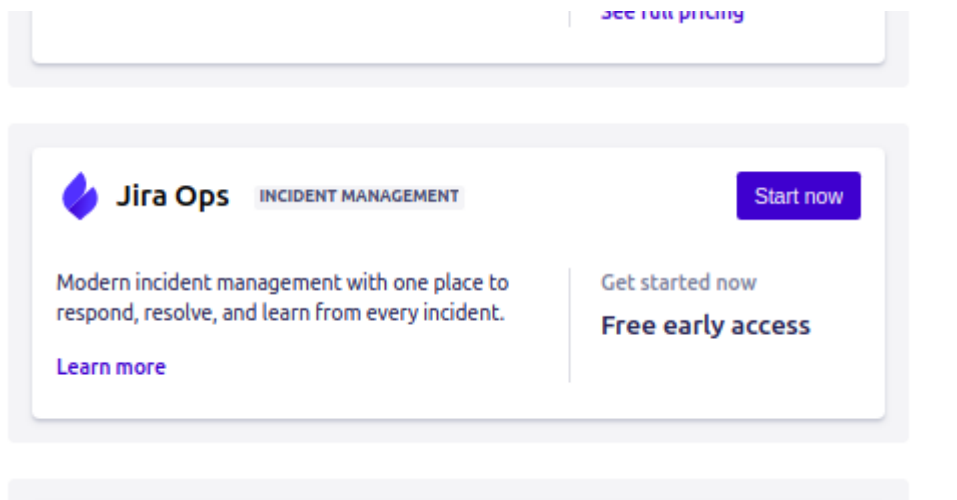 See full pricing
Jira Ops
INCIDENT MANAGEMENT
Start now
Modern incident management with one place to
respond, resolve, and learn from every incident.
Learn more
Get started now
Free early access